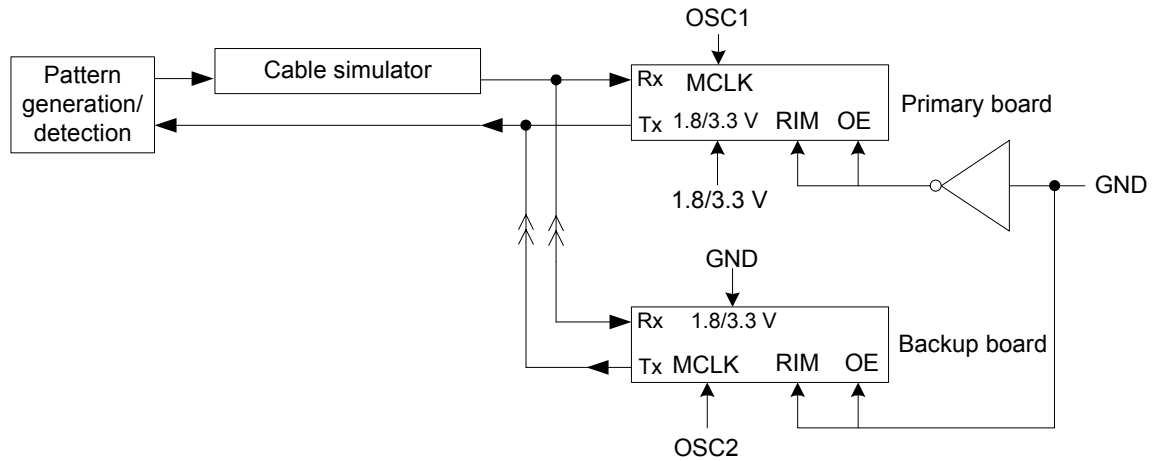 OSC1
Pattern
generation/
detection
Cable simulator
Rx MCLK
Tx 1.8/3.3 V RIM OE
Primary board
1.8/3.3 V
GND
GND
Rx 1.8/3.3 V
Tx MCLK RIM OE
Backup board
OSC2